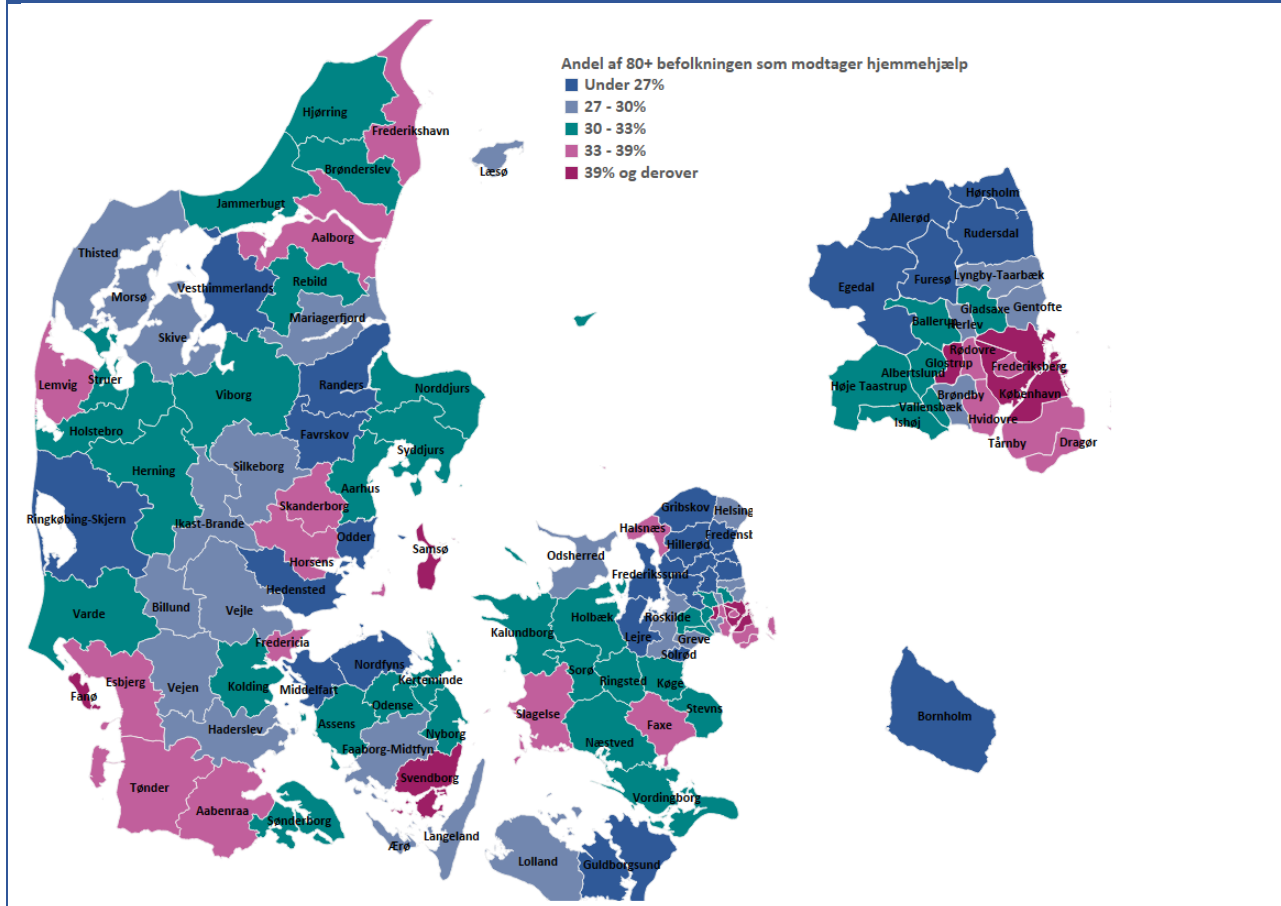 Andel af 80+ befolkningen som modtager hjemmehjælp
Under 27%
27 - 30%
30 - 33%
33 - 39%
39% og derover
Hjørring
Frederikshavn
Brønderslev
Læsø
Jammerbugt
Aalborg
Thisted
Rebild
Vesthimmerlands
Morsø
Mariagerfjord
Skive
Lemvig
Struer
Randers
Norddjurs
Viborg
Holstebro
Favrskov
Syddjurs
Herning
Silkeborg
Aarhus
Skanderborg
Ringkøbing-Skjern
Ikast-Brande
Odder
Samsø
Horsens
Hedensted
Billund
Vejle
Varde
Fredericia
Nordfyns
Esbjerg
Vejen
Kolding
Middelfart
Kerteminde
Fanø
Odense
Assens
Haderslev
Nyborg
Faaborg-Midtfyn
Svendborg
Tønder
Aabenraa
Sønderborg
Langeland
Ærø
Hørsholm
Allerød
Rudersdal
Lyngby-Taarbæk
Furesø
Egedal
Gentofte
Gladsaxe
Ballerup
Herlev
Rødovre
Glostrup
Frederiksberg
Albertslund
Høje Taastrup
Brøndby
København
Vallensbæk
Ishøj
Hvidovre
Tårnby
Dragør
Gribskov
Helsing
Halsnæs
Fredensb
Hillerød
Odsherred
Frederikssund
Roskilde
Holbæk
Kalundborg
Lejre
Greve
Solrød
Sorø
Ringsted
Køge
Stevns
Slagelse
Faxe
Næstved
Vordingborg
Lolland
Guldborgsund
Bornholm